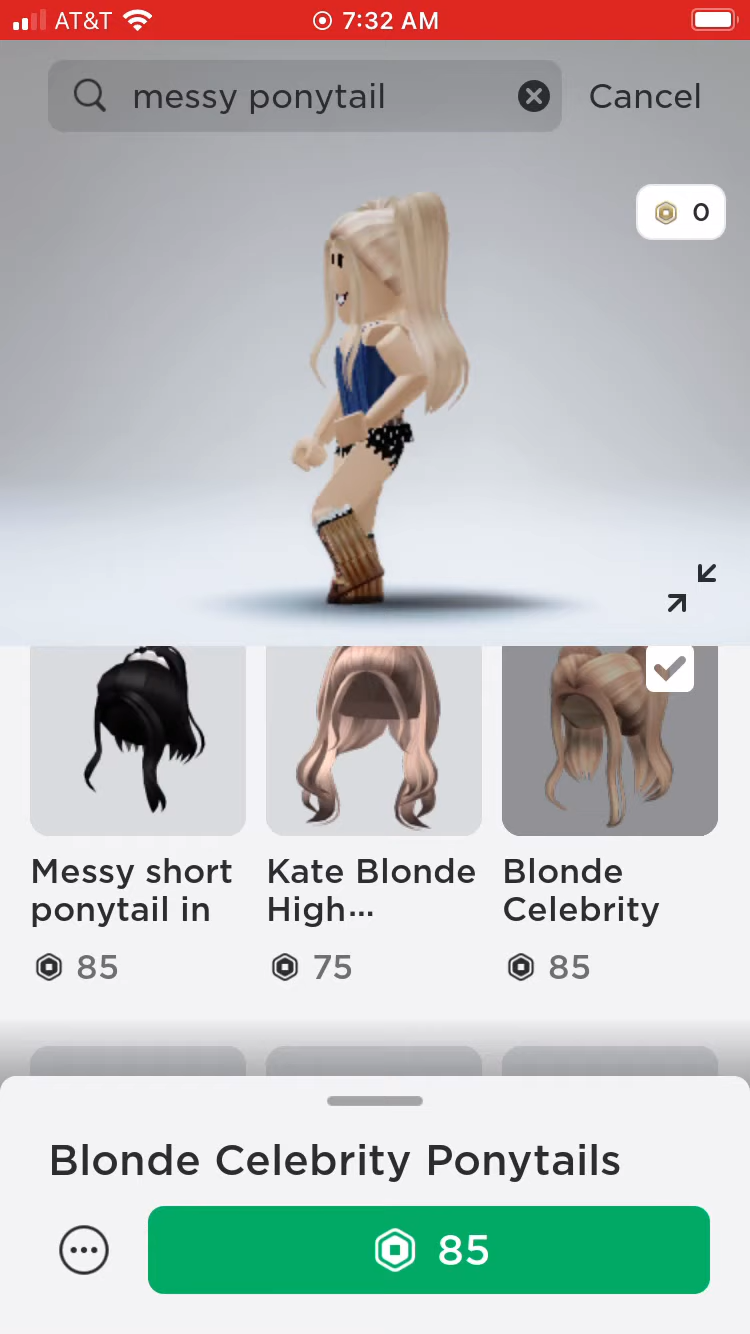 AT&T 7:32 AM
messy ponytail Cancel
0
Messy short Kate Blonde Blonde
ponytail in High... Celebrity
85 75 85
Blonde Celebrity Ponytails
85